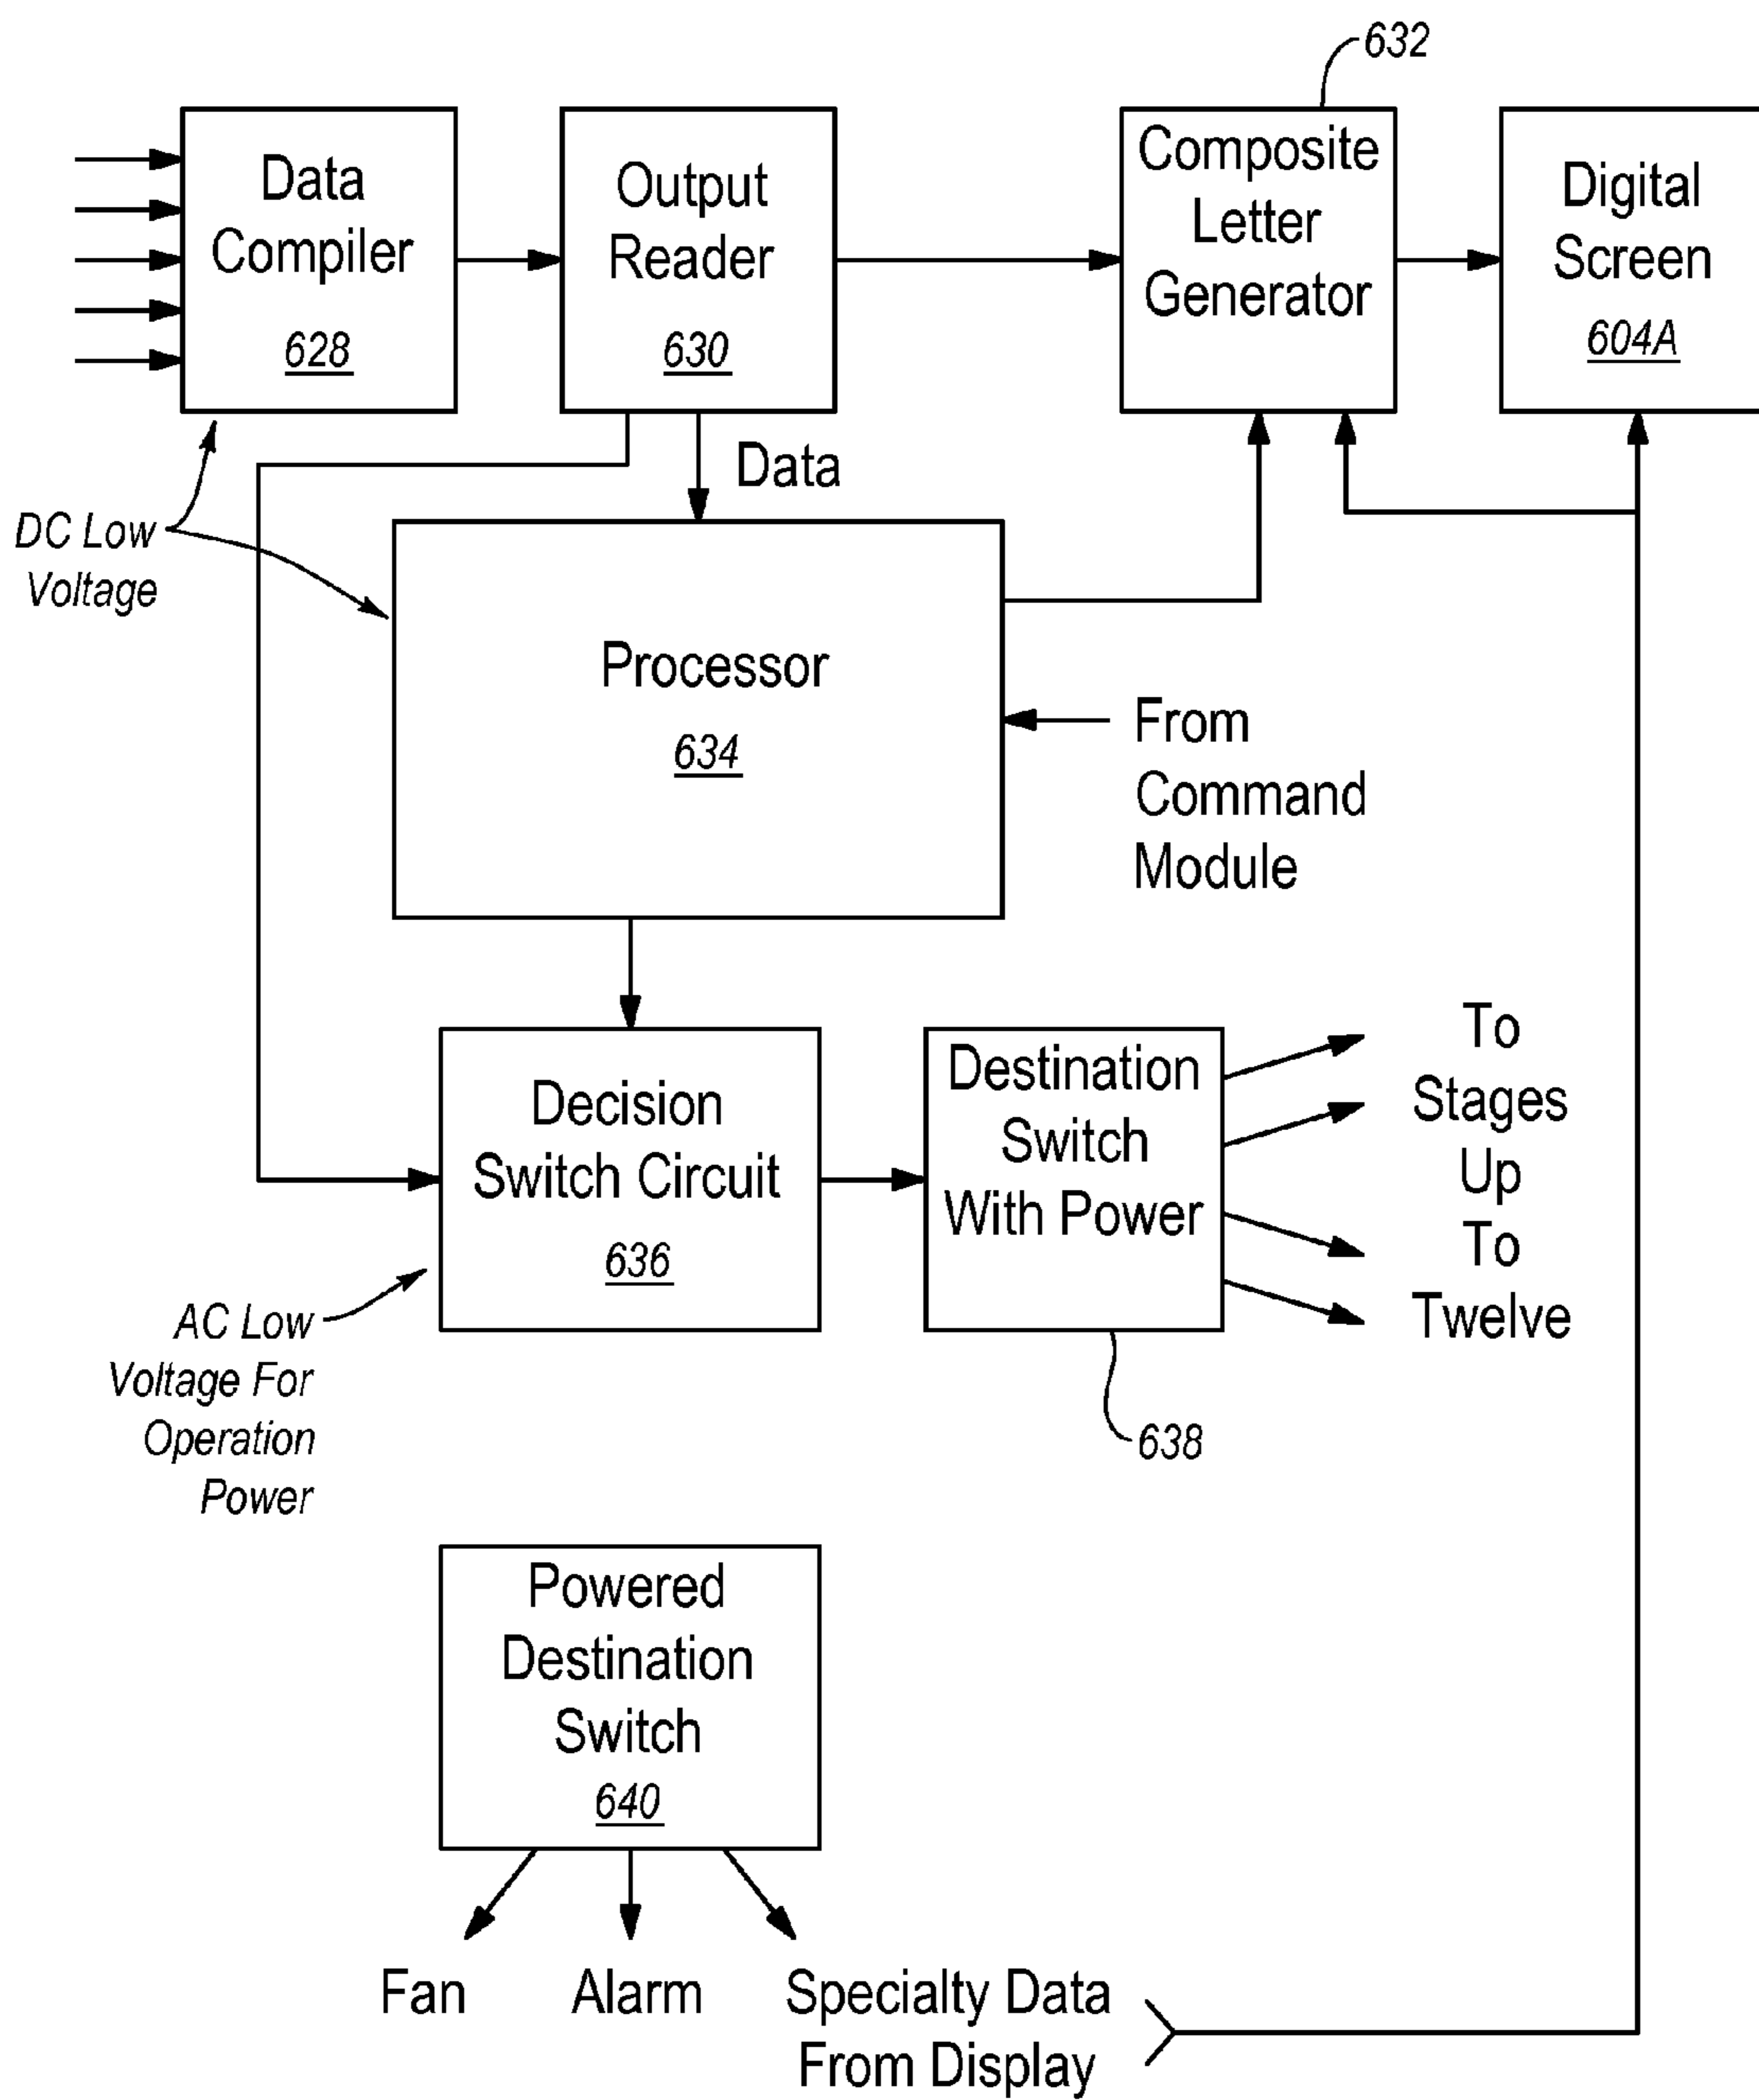 632
Data
Compiler
628
Output
Reader
630
Composite
Letter
Generator
Digital
Screen
604A
Data
DC Low
Voltage
Processor
634
From
Command
Module
Decision
Switch Circuit
636
Destination
Switch
With Power
To
Stages
Up
To
Twelve
AC Low
Voltage For
Operation
Power
638
Powered
Destination
Switch
640
Fan
Alarm
Specialty Data
From Display